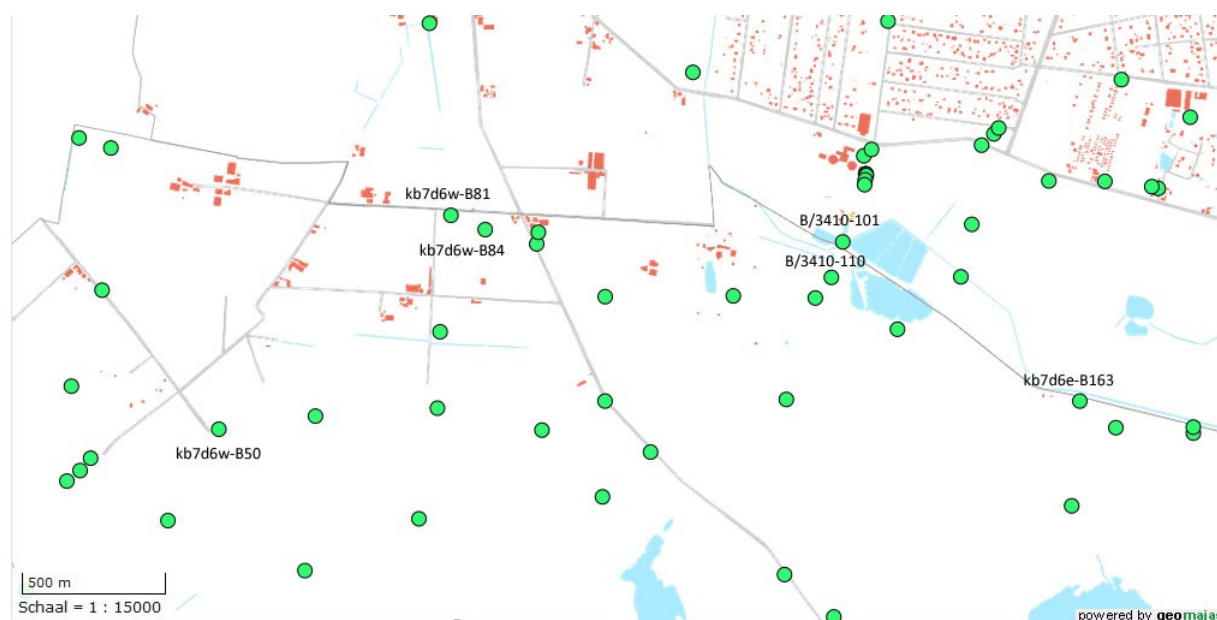 kb7d6w-B81
B/3410-101
kb7d6w-B84
B/3410-110
kb7d6e-B163
kb7d6w-B50
500 m
Schaal = 1 : 15000
powered by geomajas